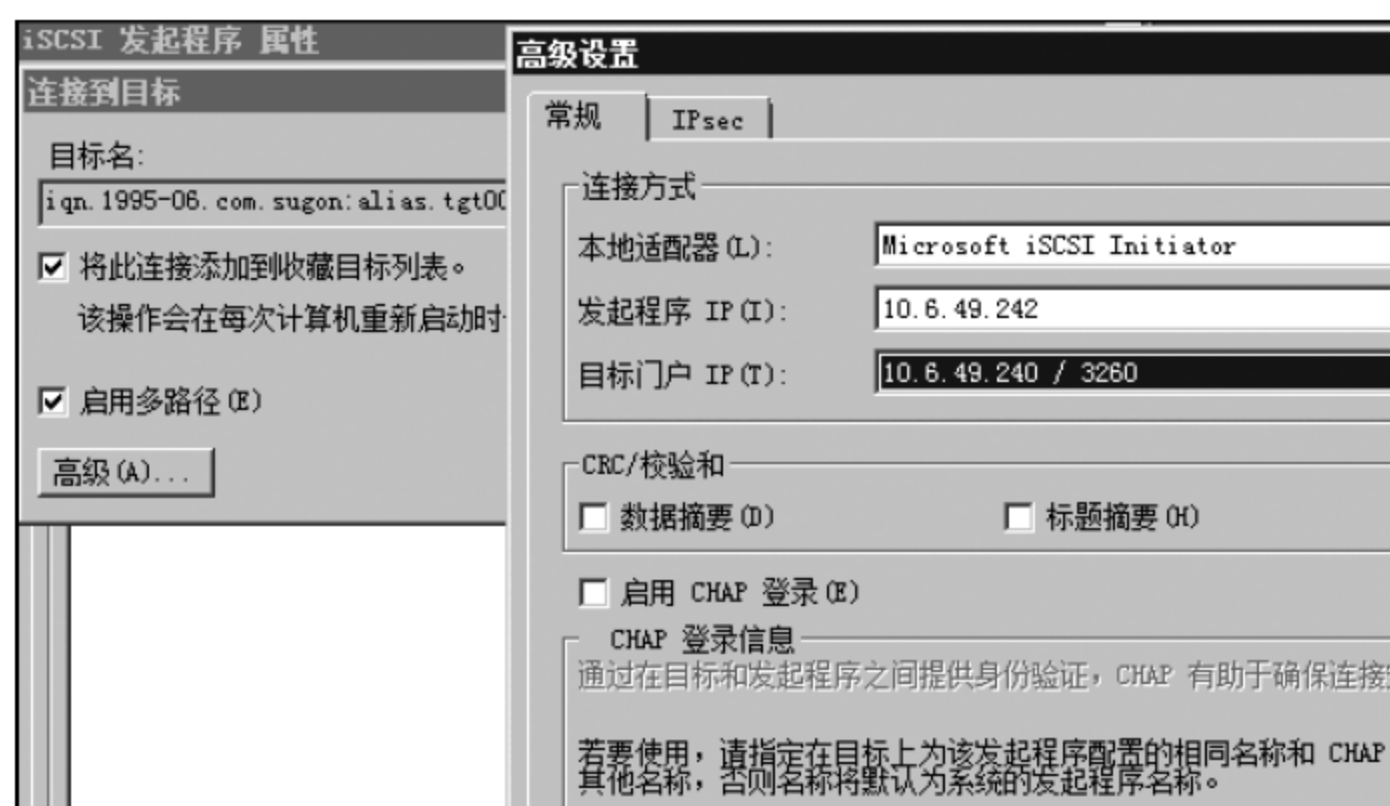 iSCSI 发起程序 属性
连接到目标
目标名:
iqn.1995-06.com.sugon:alias.tgt00
将此连接添加到收藏目标列表。
该操作会在每次计算机重新启动时
启用多路径(E)
高级(A)...
高级设置
常规
IPsec
连接方式
本地适配器(L):
Microsoft iSCSI Initiator
发起程序 IP(I):
10.6.49.242
目标门户 IP(T):
10.6.49.240 / 3260
CRC/校验和
数据摘要(D)
标题摘要(H)
启用 CHAP 登录(E)
CHAP 登录信息
通过在目标和发起程序之间提供身份验证，CHAP 有助于确保连接
若要使用，请指定在目标上为该发起程序配置的相同名称和 CHAP
其他名称，否则名称将默认为系统的发起程序名称。